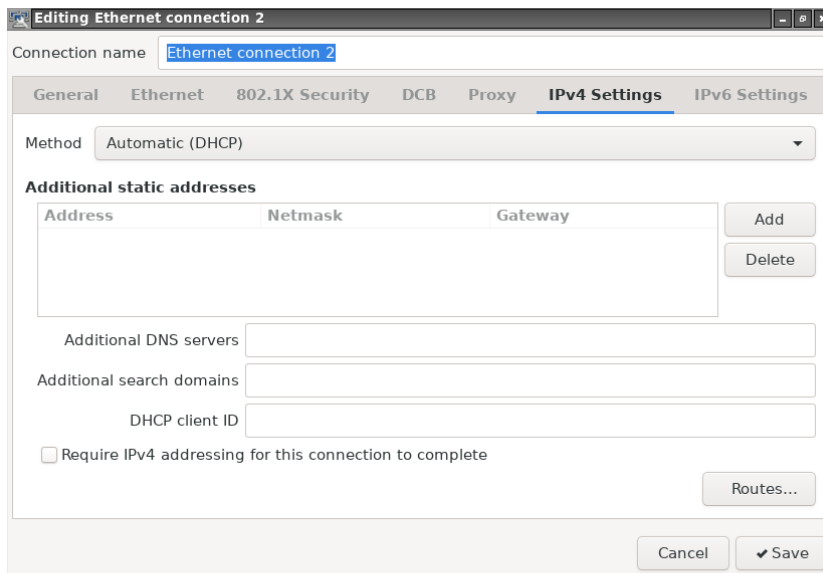 Editing Ethernet connection 2
Connection name Ethernet connection 2
General Ethernet 802.1X Security DCB Proxy IPv4 Settings IPv6 Settings
Method Automatic (DHCP)
Additional static addresses
Address Netmask Gateway
Add
Delete
Additional DNS servers
Additional search domains
DHCP client ID
Require IPv4 addressing for this connection to complete
Routes...
Cancel Save